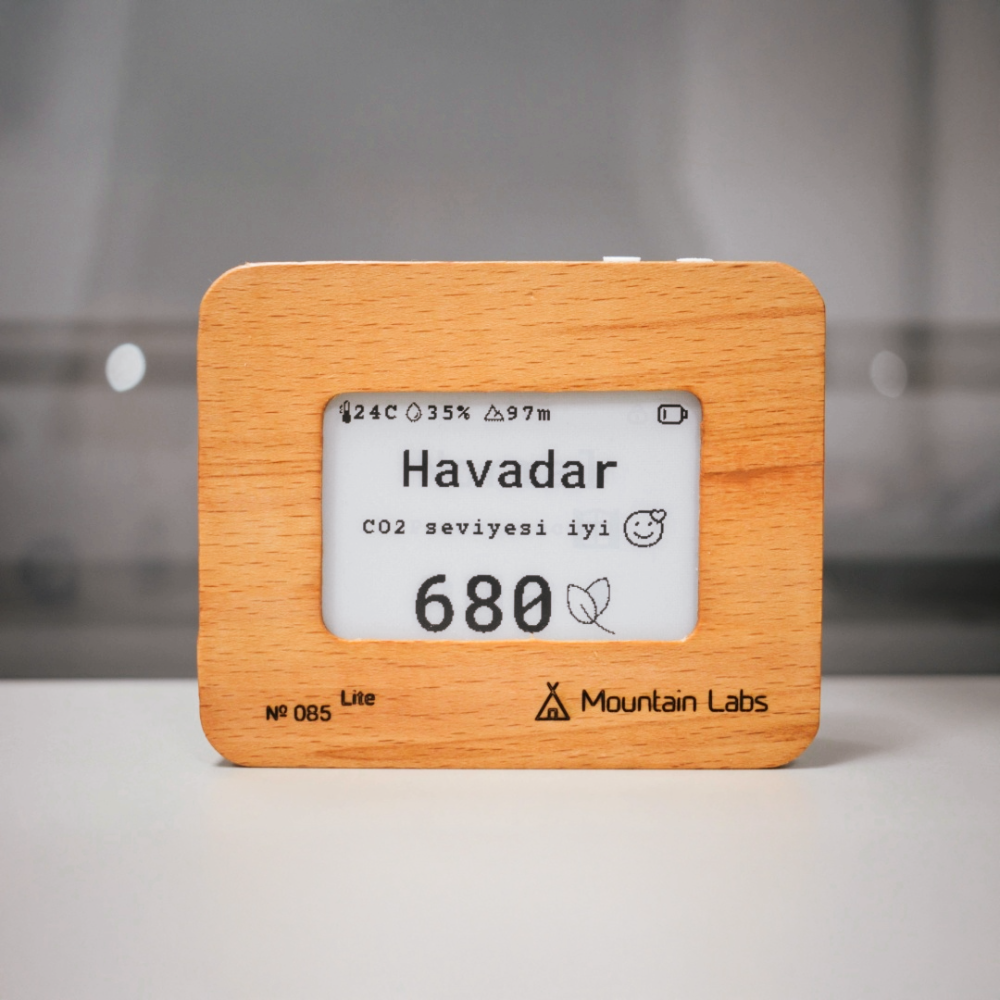 24C 35% 97m
Havadar
CO2 seviyesi iyi
680
№ 085 Lite
Mountain Labs